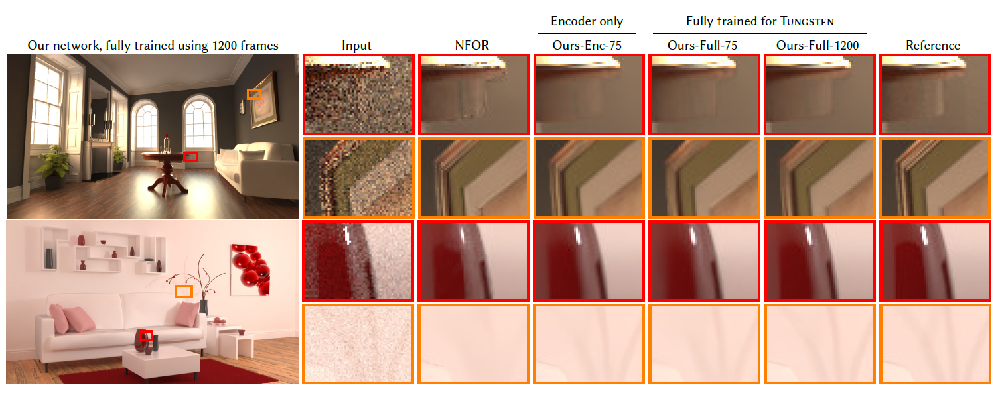 Encoder only
Fully trained for TUNGSTEN
Our network, fully trained using 1200 frames
Input
NFOR
Ours-Enc-75
Ours-Full-75
Ours-Full-1200
Reference